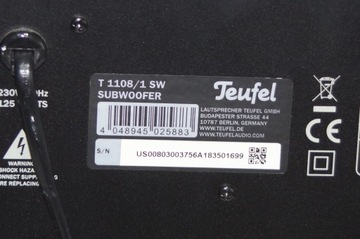 T 1108/1 SW
SUBWOOFER
Teufel
LAUTSPRECHER TEUFEL GMBH
BUDAPESTER STRASSE 44
10787 BERLIN, GERMANY
WWW.TEUFEL.DE
WWW.TEUFELAUDIO.COM
4 048945 025883
S/N
US00803003756A183501699
230V
CE